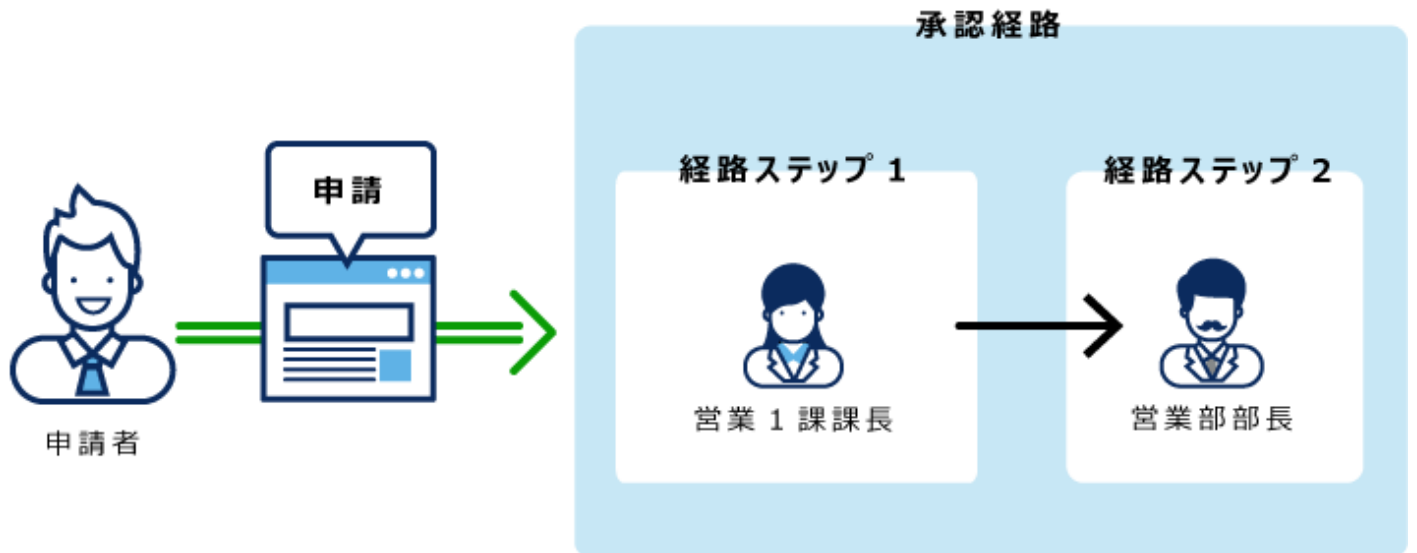 承認経路
経路ステップ 1
経路ステップ 2
申請
申請者
営業 1 課課長
営業部部長